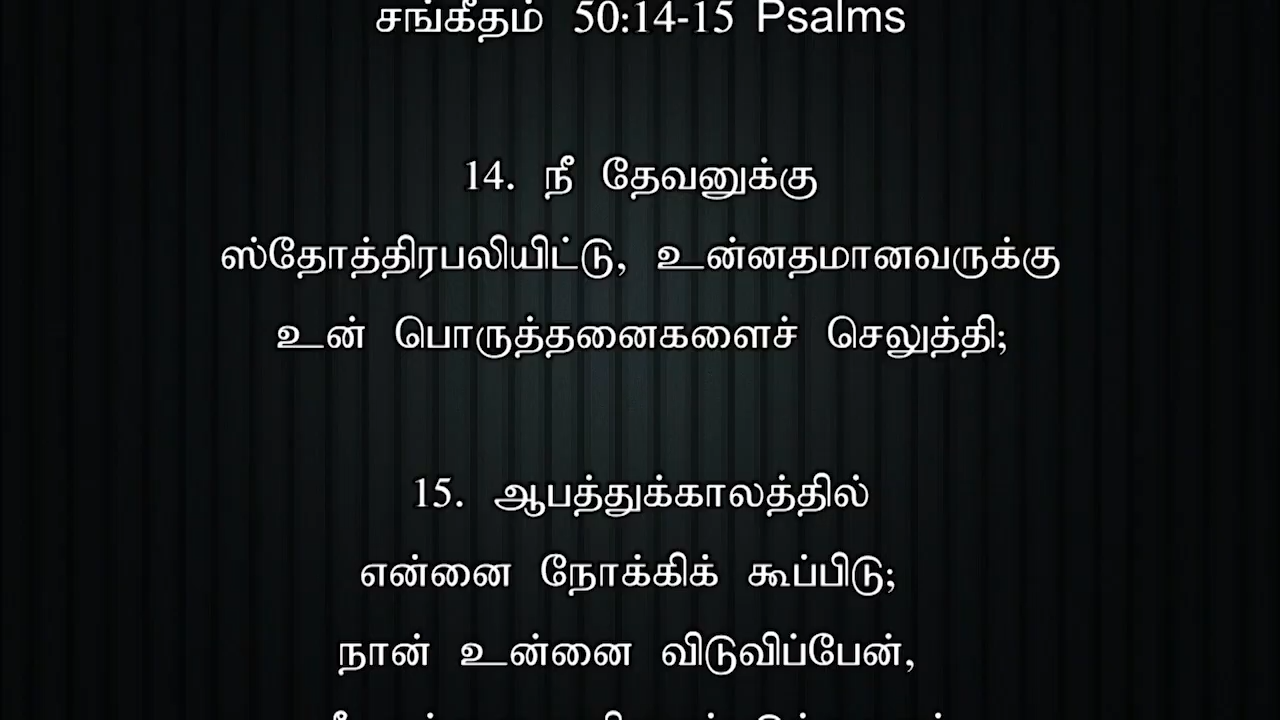 சங்கீதம் 50:14-15 Psalms
14. நீ தேவனுக்கு
ஸ்தோத்திரபலியிட்டு, உன்னதமானவருக்கு
உன் பொருத்தனைகளைச் செலுத்தி;
15. ஆபத்துக்காலத்தில்
என்னை நோக்கிக் கூப்பிடு;
நான் உன்னை விடுவிப்பேன்,